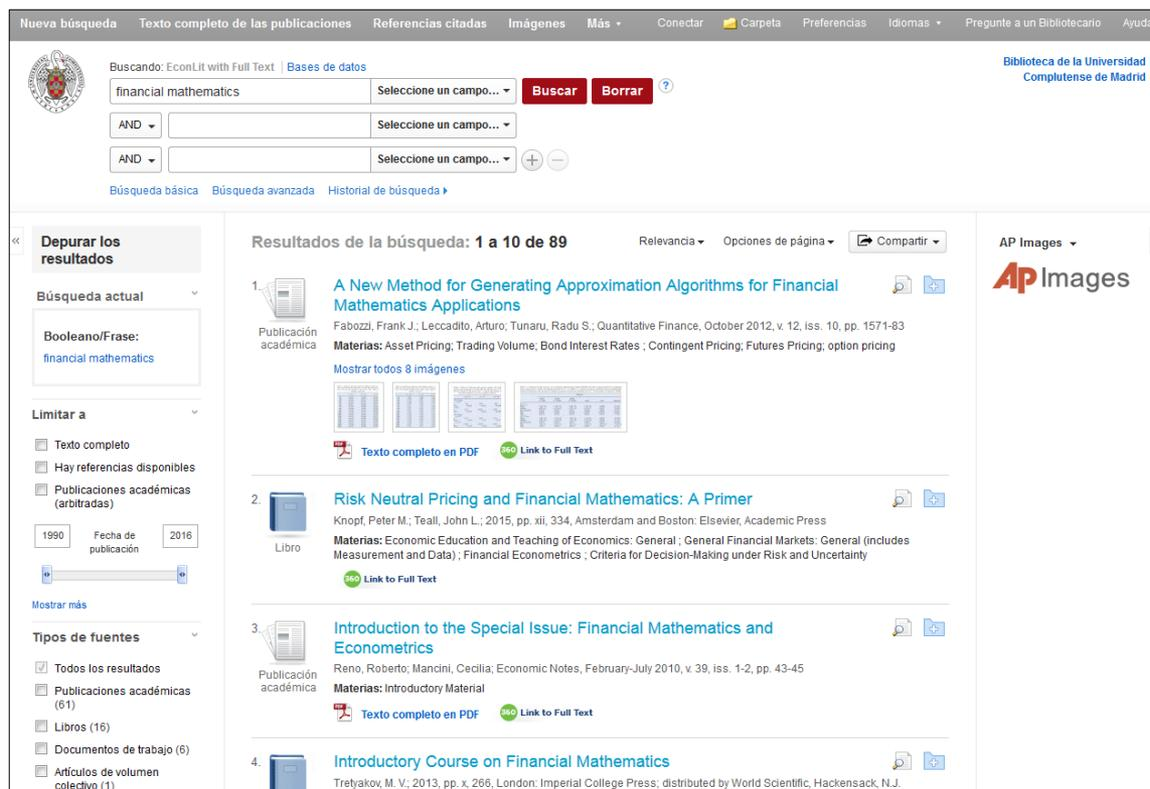 Nueva búsqueda Texto completo de las publicaciones Referencias citadas Imágenes Más Conectar Carpeta Preferencias Idiomas Pregunte a un Bibliotecario Ayuda
Buscando: EconLit with Full Text | Bases de datos
Biblioteca de la Universidad
Complutense de Madrid
financial mathematics Seleccione un campo... Buscar Borrar ?
AND Seleccione un campo...
AND Seleccione un campo... + −
Búsqueda básica Búsqueda avanzada Historial de búsqueda
«
Depurar los
resultados
Búsqueda actual
Booleano/Frase:
financial mathematics
Limitar a
Texto completo
Hay referencias disponibles
Publicaciones académicas
(arbitradas)
1990 Fecha de
publicación 2016
Mostrar más
Tipos de fuentes
Todos los resultados
Publicaciones académicas
(61)
Libros (16)
Documentos de trabajo (6)
Artículos de volumen
colectivo (1)
Resultados de la búsqueda: 1 a 10 de 89 Relevancia Opciones de página Compartir
1.
Publicación
académica
A New Method for Generating Approximation Algorithms for Financial
Mathematics Applications
Fabozzi, Frank J.; Leccadito, Arturo; Tunaru, Radu S.; Quantitative Finance, October 2012, v. 12, iss. 10, pp. 1571-83
Materias: Asset Pricing; Trading Volume; Bond Interest Rates ; Contingent Pricing; Futures Pricing; option pricing
Mostrar todos 8 imágenes
PDF Texto completo en PDF 360 Link to Full Text
2.
Libro
Risk Neutral Pricing and Financial Mathematics: A Primer
Knopf, Peter M.; Teall, John L.; 2015, pp. xii, 334, Amsterdam and Boston: Elsevier, Academic Press
Materias: Economic Education and Teaching of Economics: General ; General Financial Markets: General (includes
Measurement and Data) ; Financial Econometrics ; Criteria for Decision-Making under Risk and Uncertainty
360 Link to Full Text
3.
Publicación
académica
Introduction to the Special Issue: Financial Mathematics and
Econometrics
Reno, Roberto; Mancini, Cecilia; Economic Notes, February-July 2010, v. 39, iss. 1-2, pp. 43-45
Materias: Introductory Material
PDF Texto completo en PDF 360 Link to Full Text
4.
Introductory Course on Financial Mathematics
Tretyakov, M. V.; 2013, pp. x, 266, London: Imperial College Press; distributed by World Scientific, Hackensack, N.J.
AP Images
AP Images